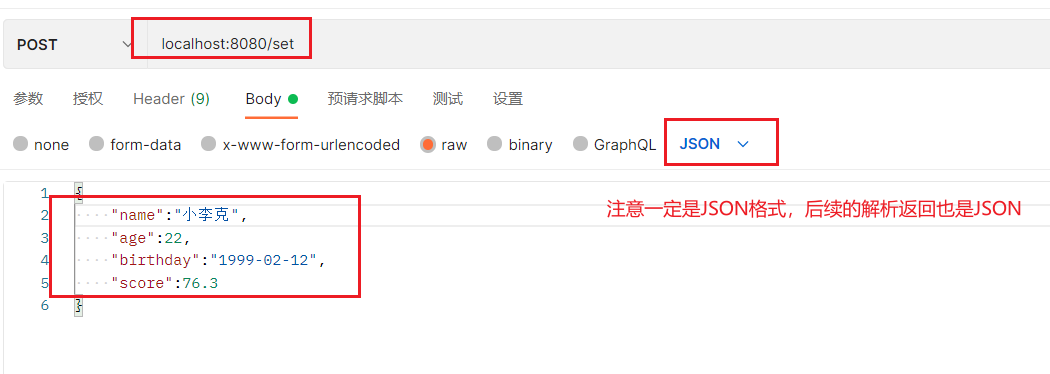 POST localhost:8080/set
参数 授权 Header (9) Body 预请求脚本 测试 设置
none form-data x-www-form-urlencoded raw binary GraphQL JSON
1 {
2 "name":"小李克",
注意一定是JSON格式，后续的解析返回也是JSON
3 "age":22,
4 "birthday":"1999-02-12",
5 "score":76.3
6 }